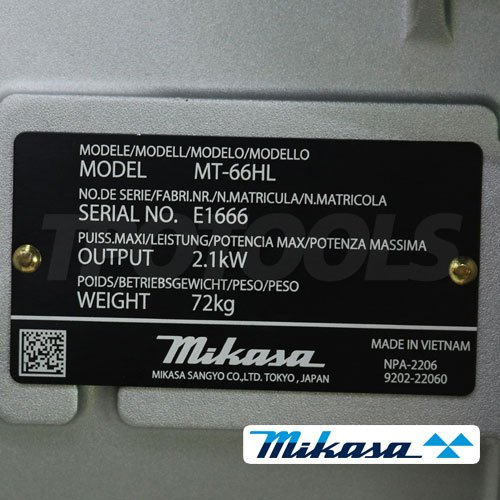 MODELE/MODELL/MODELO/MODELLO
MODEL MT-66HL
NO.DE SERIE/FABRI.NR./N.MATRICULA/N.MATRICOLA
SERIAL NO. E1666
PUISS.MAXI/LEISTUNG/POTENCIA MAX/POTENZA MASSIMA
OUTPUT 2.1kW
POIDS/BETRIEBSGEWICHT/PESO/PESO
WEIGHT 72kg
Mikasa
MIKASA SANGYO CO.,LTD. TOKYO , JAPAN
MADE IN VIETNAM
NPA-2206
9202-22060
TPOTOOLS
mikasa